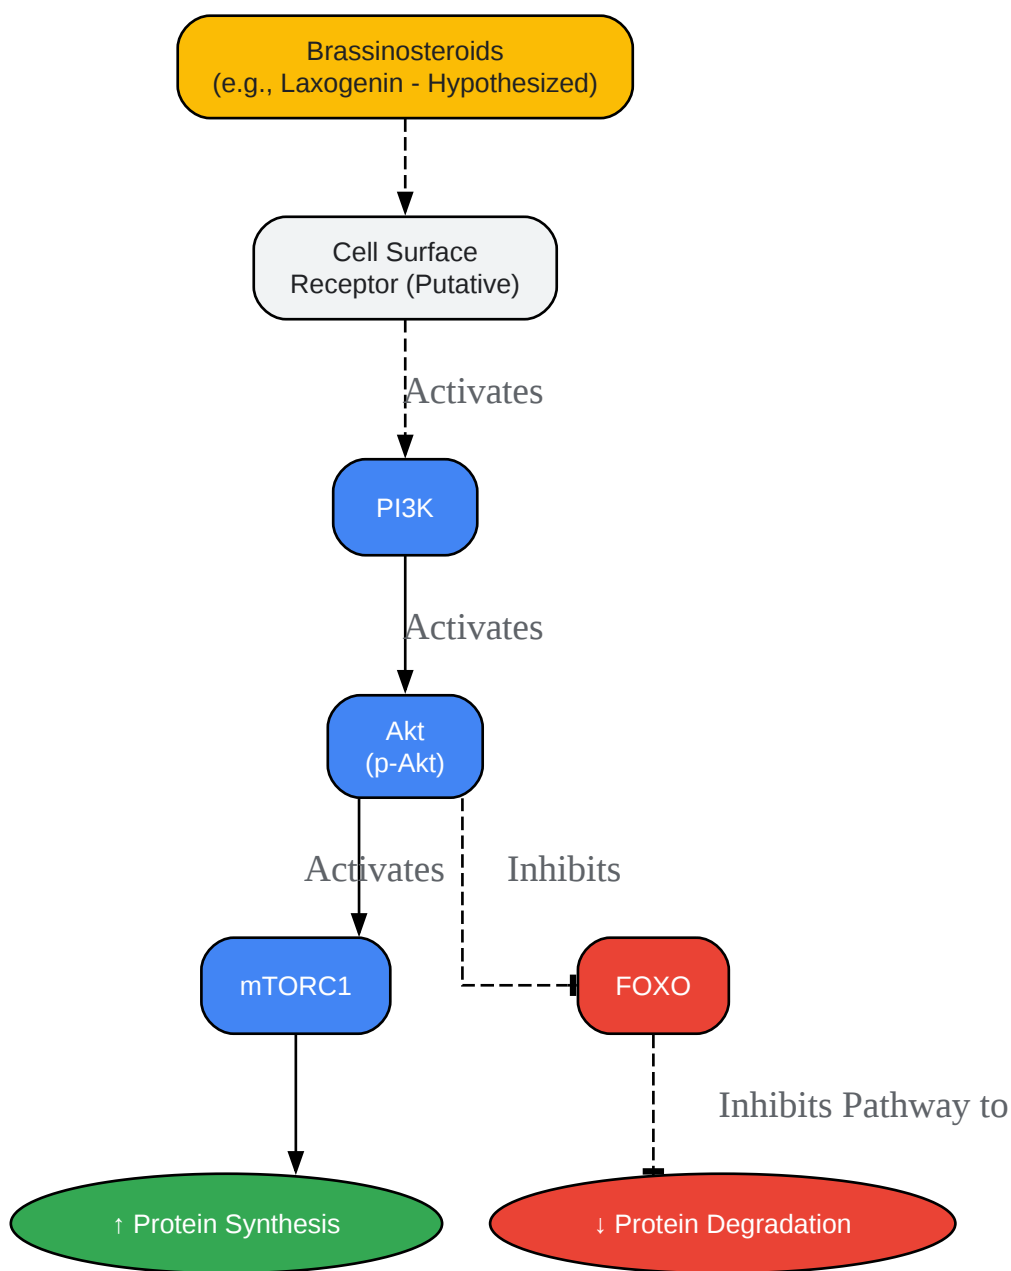 Brassinosteroids
(e.g., Laxogenin - Hypothesized)
Cell Surface
Receptor (Putative)
Activates
PI3K
Activates
Akt
(p-Akt)
Activates
Inhibits
mTORC1
FOXO
Inhibits Pathway to
↑ Protein Synthesis
↓ Protein Degradation